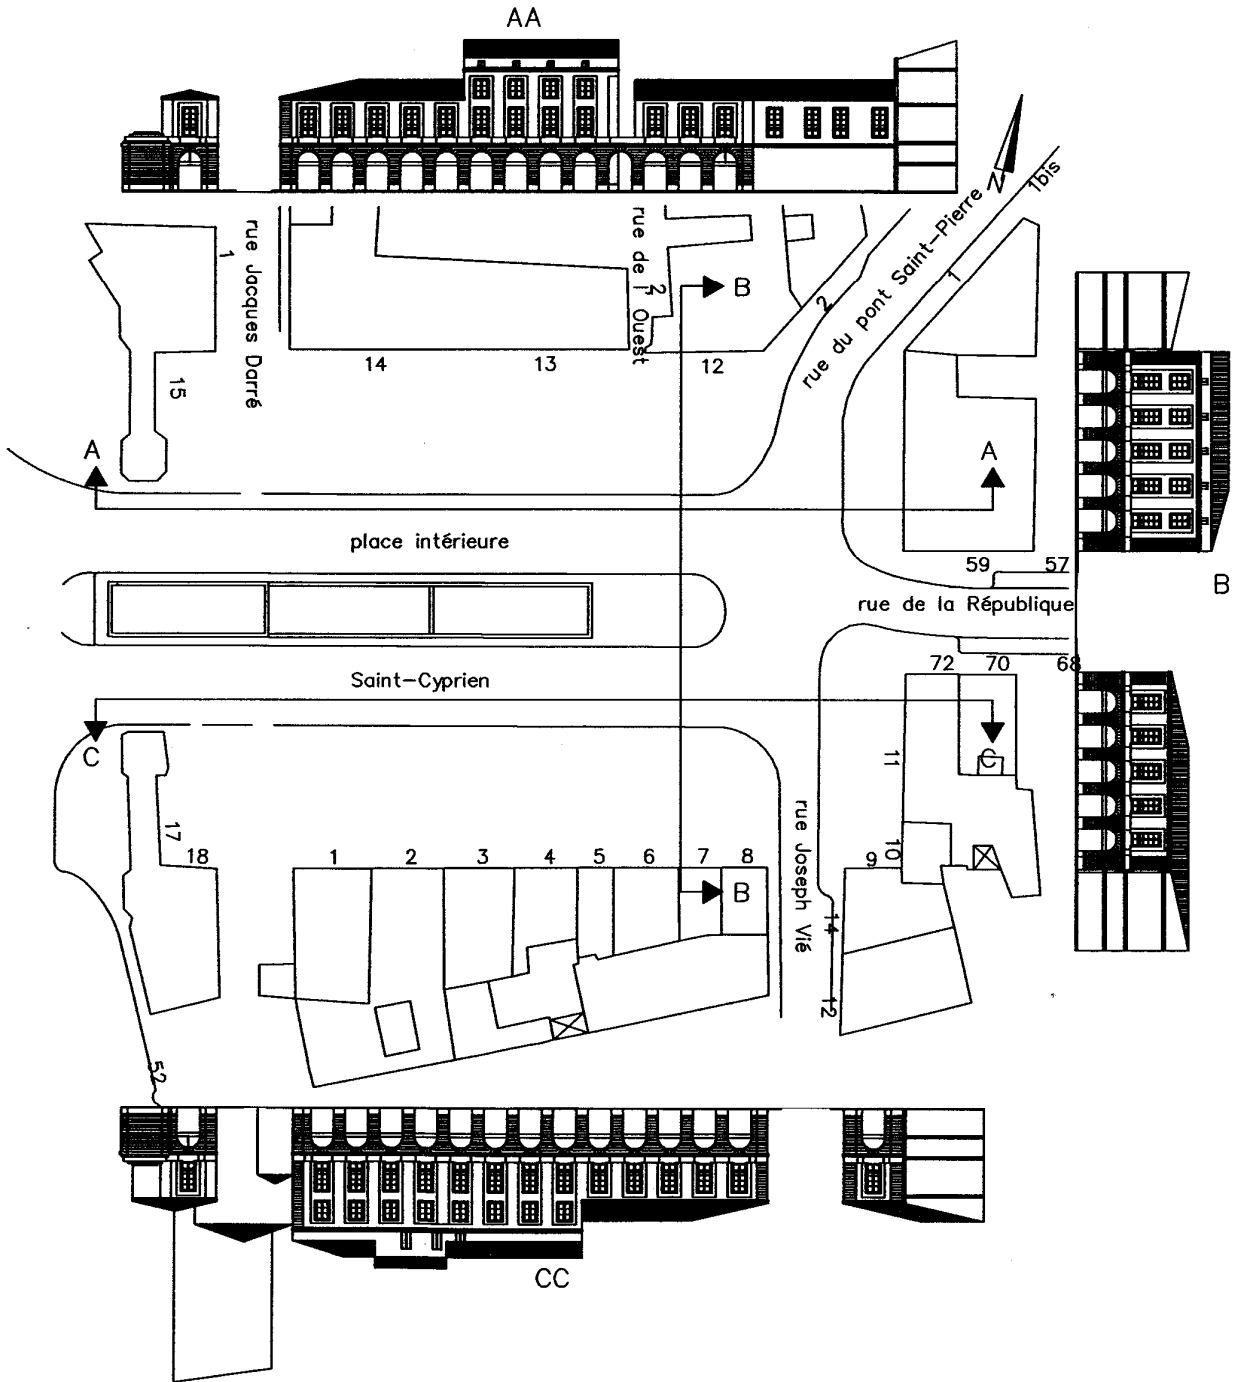 AA
N
1bis
rue Jacques Darré
1
rue de l'Ouest
2
B
rue du pont Saint-Pierre
2
1
14
13
12
15
A
A
place intérieure
59
57
B
rue de la République
72
70
68
Saint-Cyprien
C
C
11
17
18
1
2
3
4
5
6
7
8
B
rue Joseph Vié
9
10
14
12
52
CC